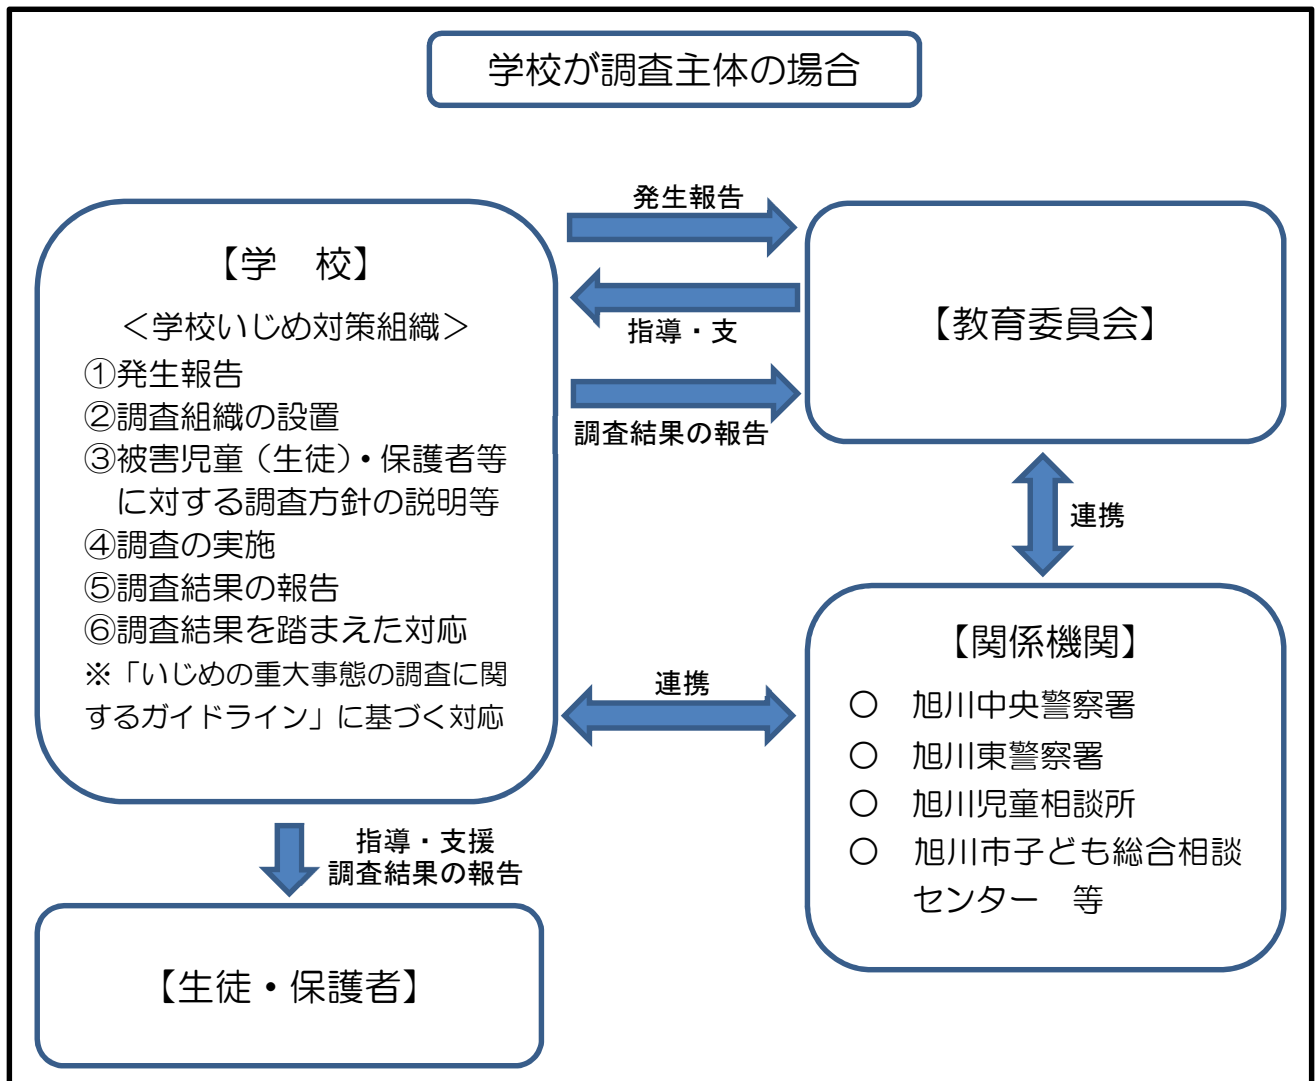 学校が調査主体の場合
【学　校】
＜学校いじめ対策組織＞
①発生報告
②調査組織の設置
③被害児童（生徒）・保護者等
に対する調査方針の説明等
④調査の実施
⑤調査結果の報告
⑥調査結果を踏まえた対応
※「いじめの重大事態の調査に関
するガイドライン」に基づく対応
発生報告
指導・支
調査結果の報告
【教育委員会】
連携
連携
【関係機関】
○　旭川中央警察署
○　旭川東警察署
○　旭川児童相談所
○　旭川市子ども総合相談
センター　等
指導・支援
調査結果の報告
【生徒・保護者】